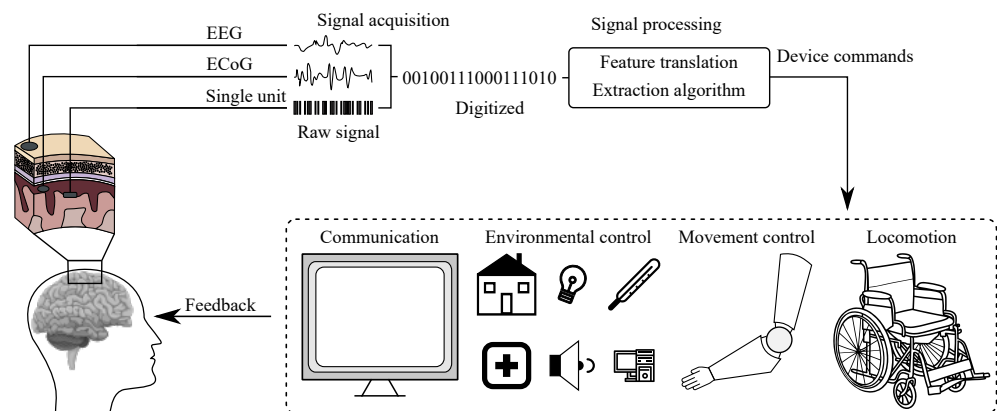 Signal acquisition
Signal processing
EEG
ECoG
Single unit
Raw signal
00100111000111010
Digitized
Feature translation
Extraction algorithm
Device commands
Communication
Environmental control
Movement control
Locomotion
Feedback